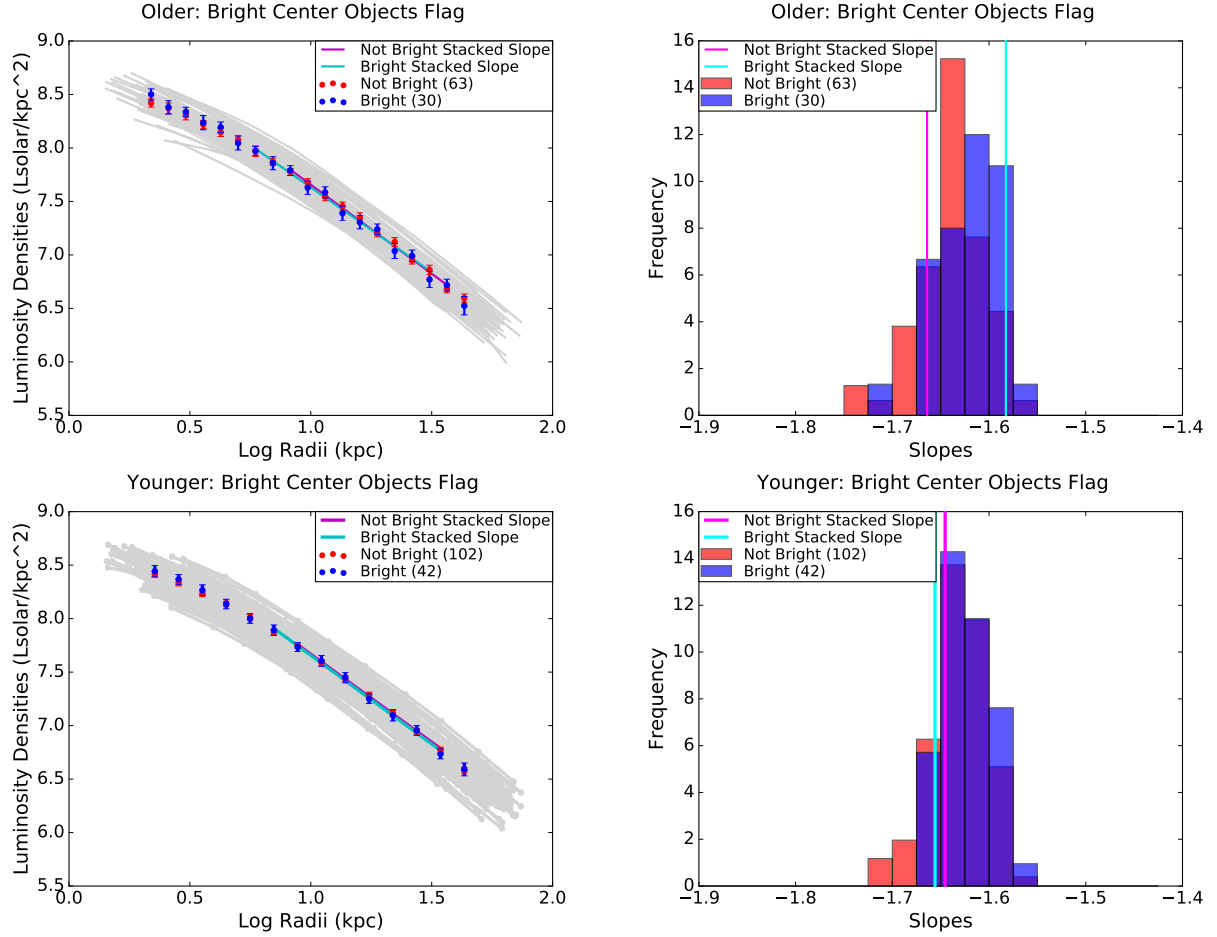 Older: Bright Center Objects Flag
Luminosity Densities (Lsolar/kpc^2)
9.0
8.5
8.0
7.5
7.0
6.5
6.0
5.5
0.0 0.5 1.0 1.5 2.0
Log Radii (kpc)
Not Bright Stacked Slope
Bright Stacked Slope
Not Bright (63)
Bright (30)
Older: Bright Center Objects Flag
Frequency
16
14
12
10
8
6
4
2
0
−1.9 −1.8 −1.7 −1.6 −1.5 −1.4
Slopes
Not Bright Stacked Slope
Bright Stacked Slope
Not Bright (63)
Bright (30)
Younger: Bright Center Objects Flag
Luminosity Densities (Lsolar/kpc^2)
9.0
8.5
8.0
7.5
7.0
6.5
6.0
5.5
0.0 0.5 1.0 1.5 2.0
Log Radii (kpc)
Not Bright Stacked Slope
Bright Stacked Slope
Not Bright (102)
Bright (42)
Younger: Bright Center Objects Flag
Frequency
16
14
12
10
8
6
4
2
0
−1.9 −1.8 −1.7 −1.6 −1.5 −1.4
Slopes
Not Bright Stacked Slope
Bright Stacked Slope
Not Bright (102)
Bright (42)